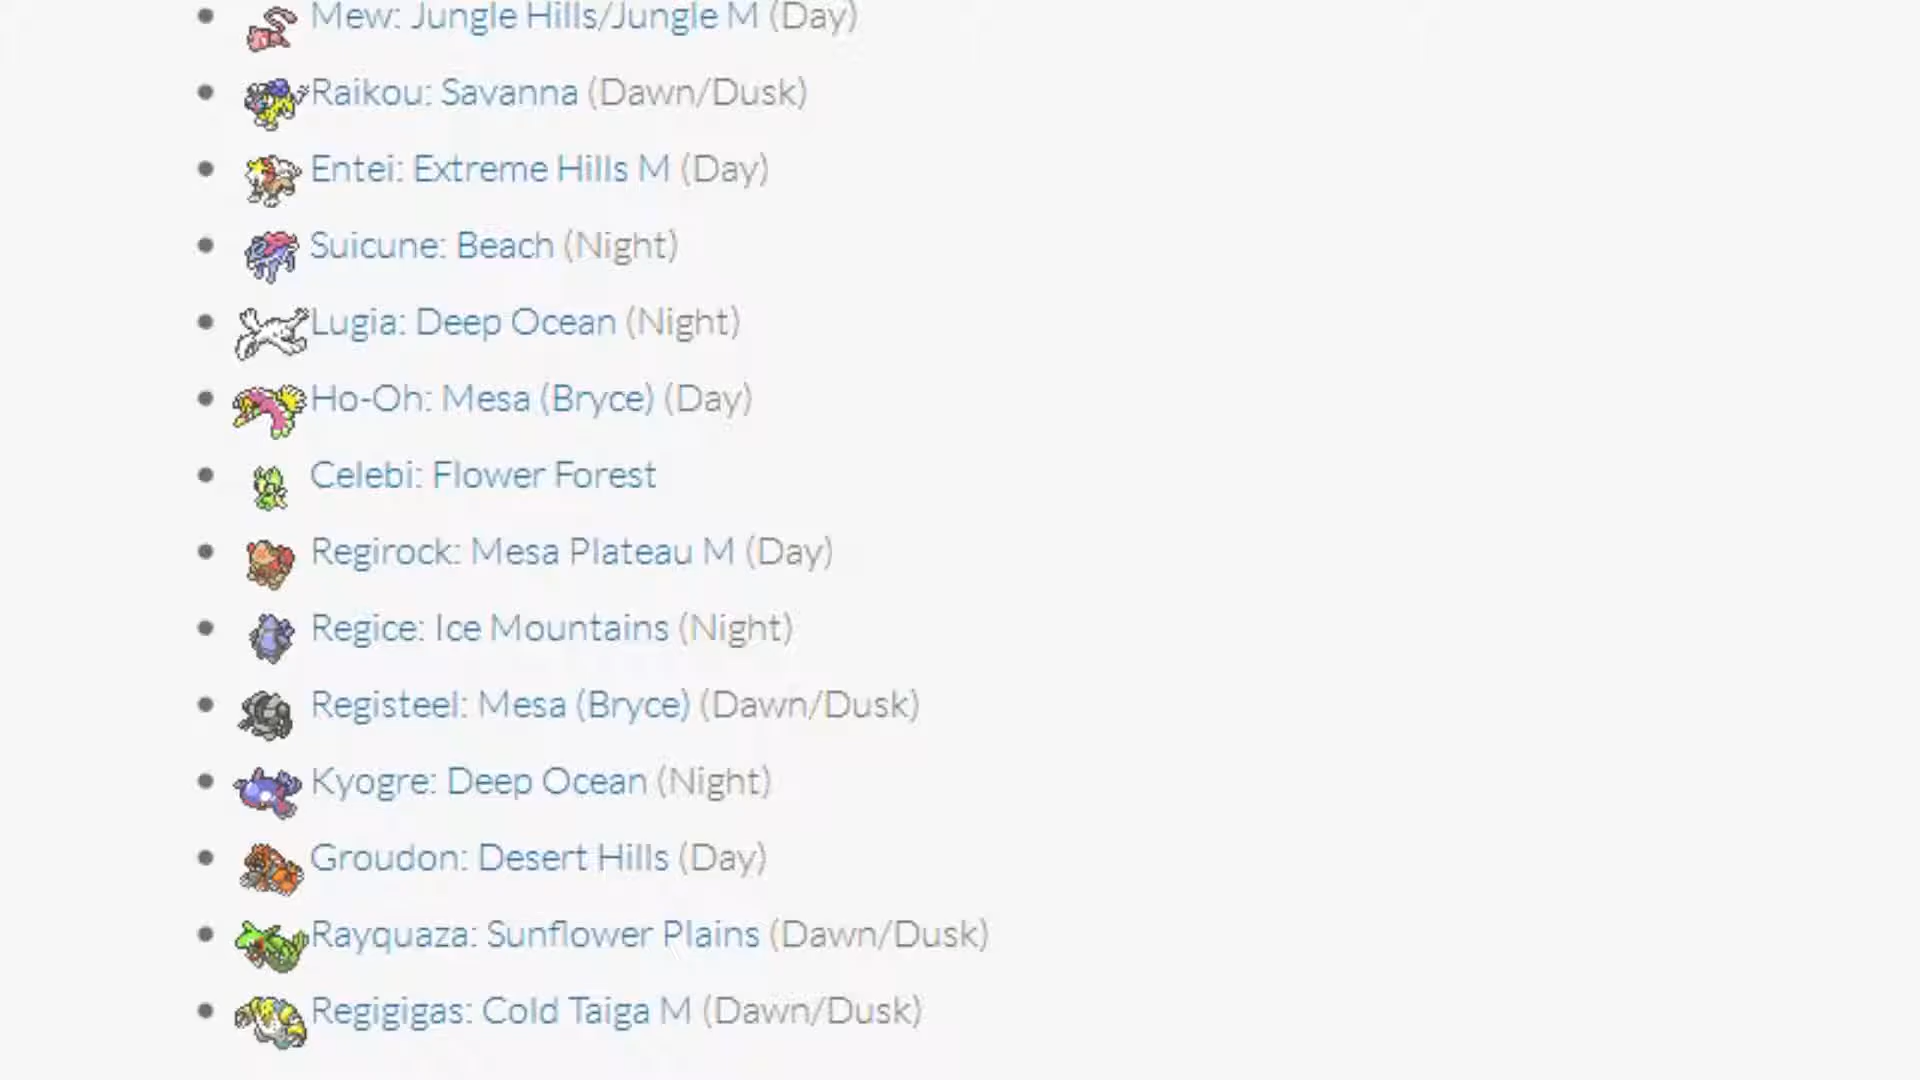 Mew: Jungle Hills/Jungle M (Day)
Raikou: Savanna (Dawn/Dusk)
Entei: Extreme Hills M (Day)
Suicune: Beach (Night)
Lugia: Deep Ocean (Night)
Ho-Oh: Mesa (Bryce) (Day)
Celebi: Flower Forest
Regirock: Mesa Plateau M (Day)
Regice: Ice Mountains (Night)
Registeel: Mesa (Bryce) (Dawn/Dusk)
Kyogre: Deep Ocean (Night)
Groudon: Desert Hills (Day)
Rayquaza: Sunflower Plains (Dawn/Dusk)
Regigigas: Cold Taiga M (Dawn/Dusk)